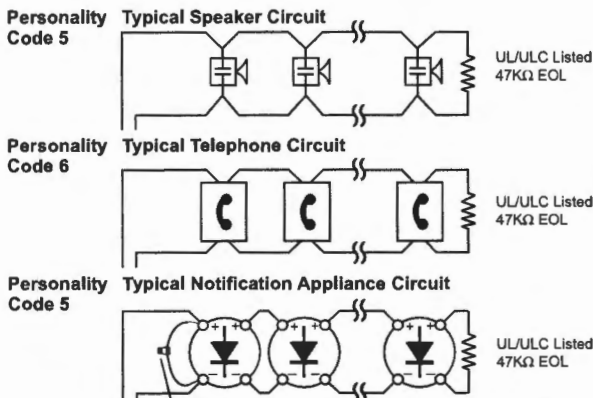 Personality Typical Speaker Circuit
Code 5
UL/ULC Listed
47KΩ EOL
Personality Typical Telephone Circuit
Code 6
UL/ULC Listed
47KΩ EOL
Personality Typical Notification Appliance Circuit
Code 5
+ + + + + +
UL/ULC Listed
47KΩ EOL
– – – – – –